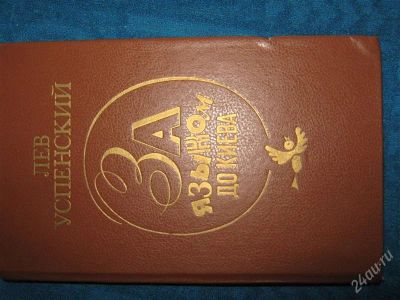 ЛЕВ
УСПЕНСКИЙ
ЗА
ЯЗЫКОМ
ДО КИЕВА
24au.ru